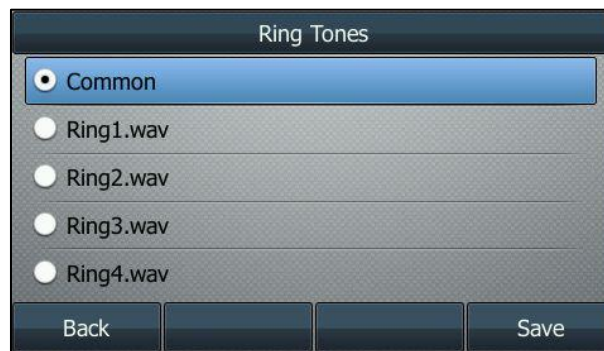 Ring Tones
Common
Ring1.wav
Ring2.wav
Ring3.wav
Ring4.wav
Back Save